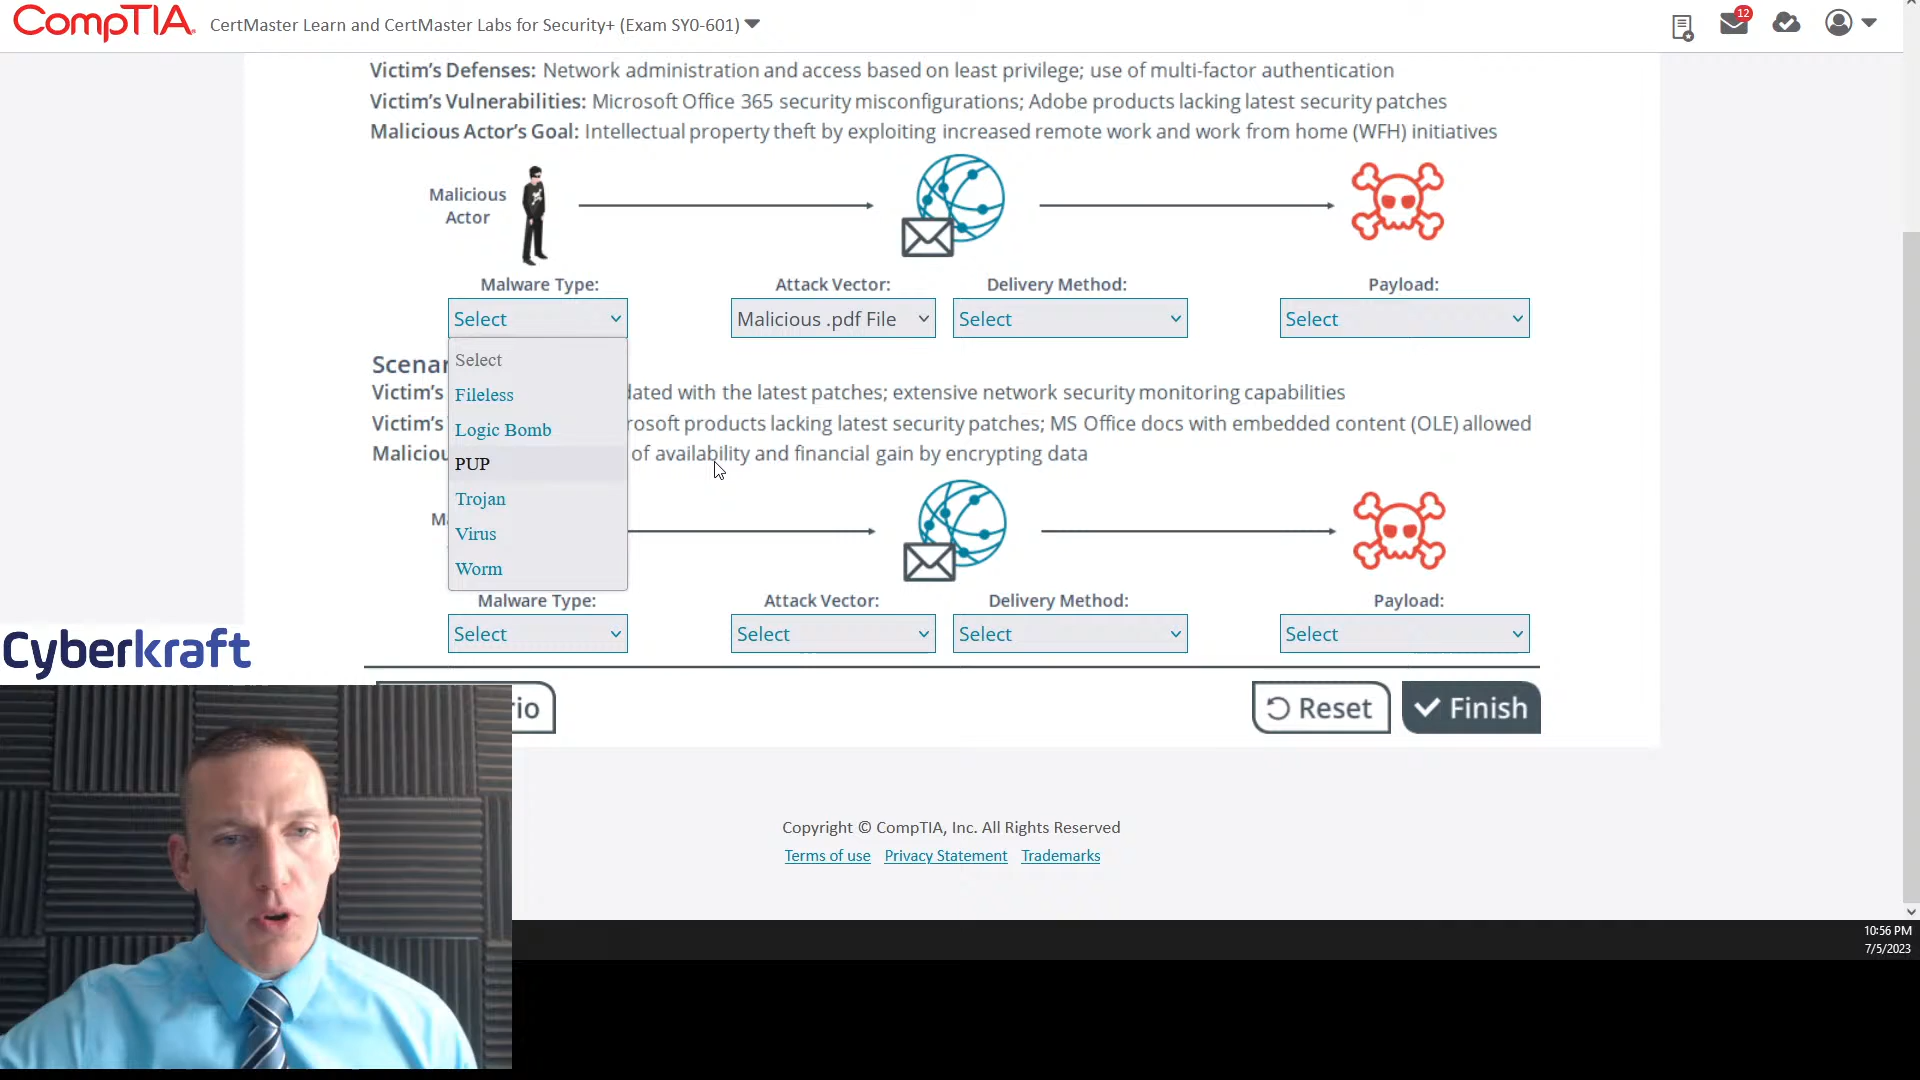 CompTIA.
CertMaster Learn and CertMaster Labs for Security+ (Exam SY0-601)
12
Victim's Defenses: Network administration and access based on least privilege; use of multi-factor authentication
Victim's Vulnerabilities: Microsoft Office 365 security misconfigurations; Adobe products lacking latest security patches
Malicious Actor's Goal: Intellectual property theft by exploiting increased remote work and work from home (WFH) initiatives
Malicious
Actor
Malware Type:
Attack Vector:
Delivery Method:
Payload:
Select
Malicious .pdf File
Select
Select
Select
Fileless
Logic Bomb
PUP
Trojan
Virus
Worm
Scenar
Victim's dated with the latest patches; extensive network security monitoring capabilities
Victim's rosoft products lacking latest security patches; MS Office docs with embedded content (OLE) allowed
Maliciou of availability and financial gain by encrypting data
Ma
Malware Type:
Attack Vector:
Delivery Method:
Payload:
Select
Select
Select
Select
Cyberkraft
rio
Reset
Finish
Copyright © CompTIA, Inc. All Rights Reserved
Terms of use
Privacy Statement
Trademarks
10:56 PM
7/5/2023